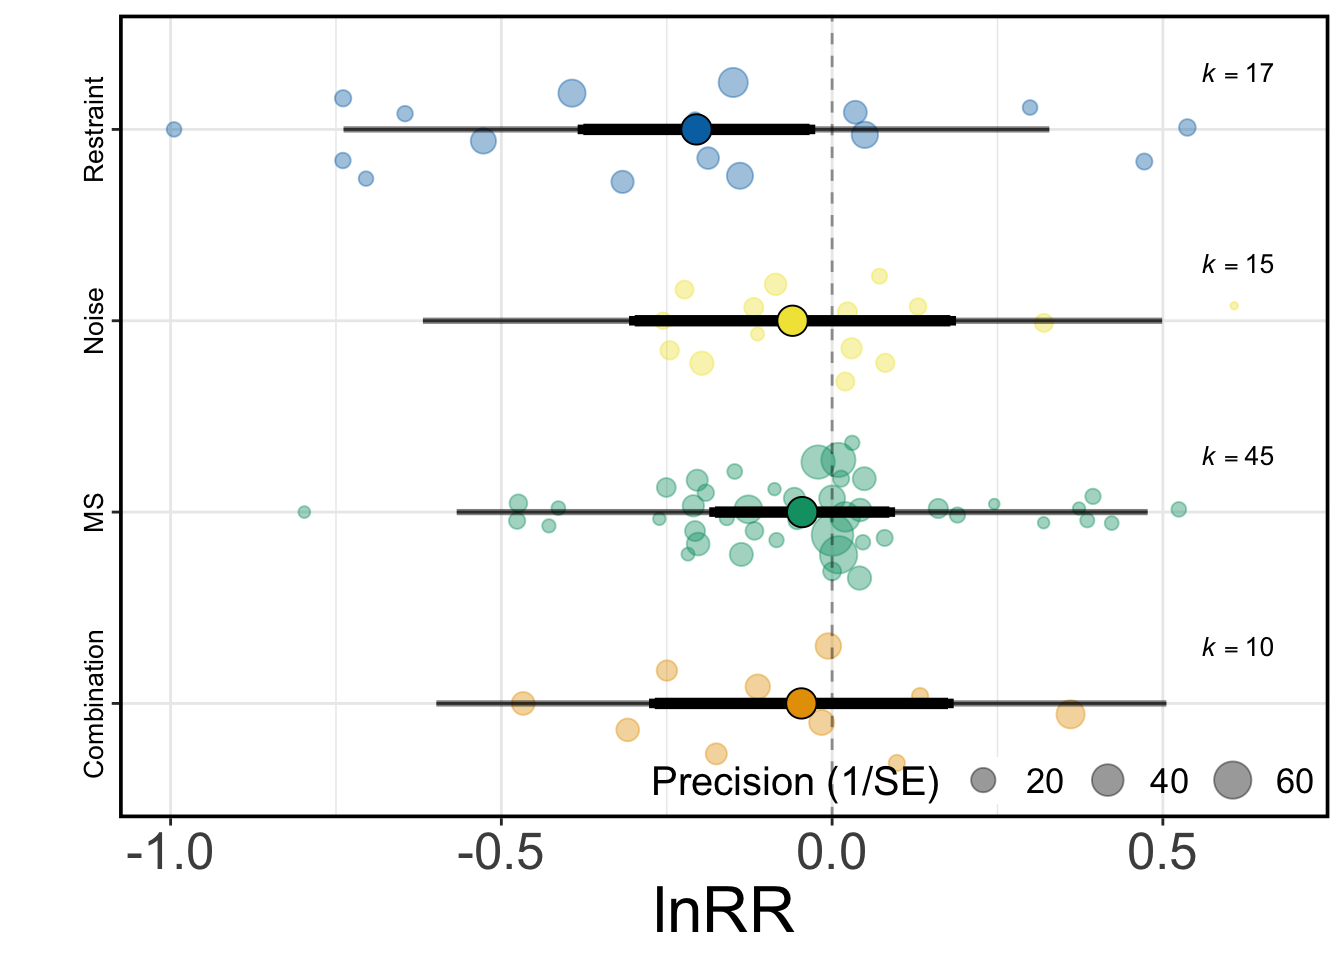 Restraint
k = 17
Noise
k = 15
MS
k = 45
Combination
k = 10
Precision (1/SE) 20 40 60
-1.0 -0.5 0.0 0.5
lnRR